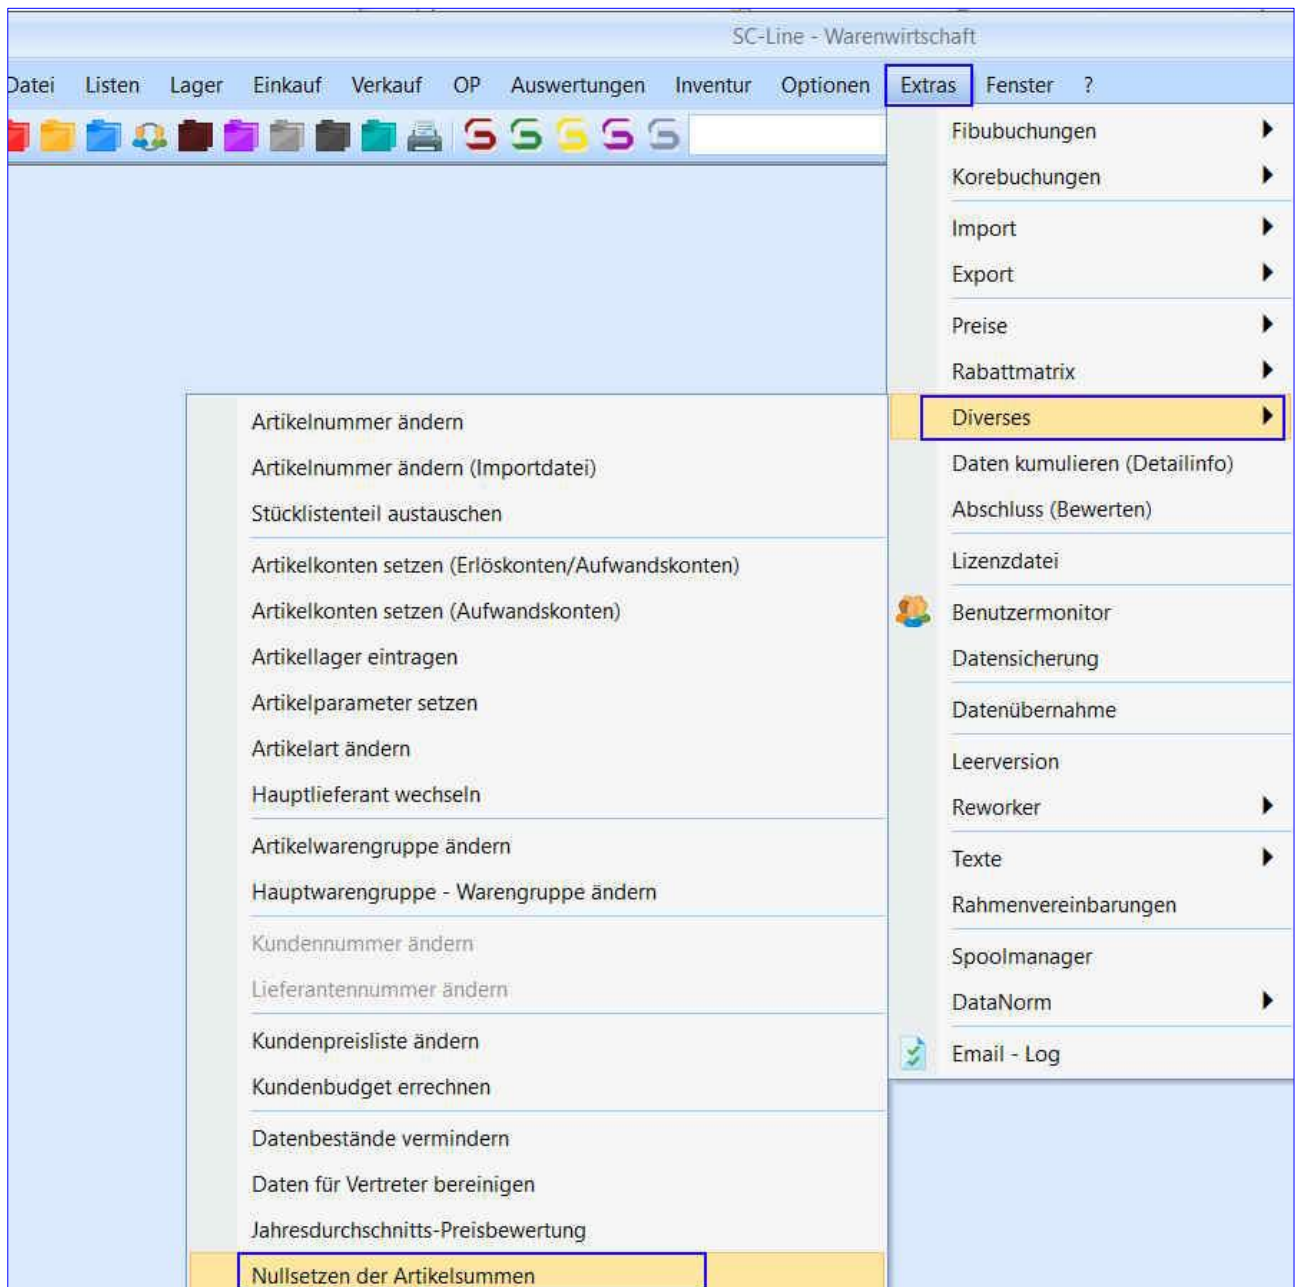 SC-Line - Warenwirtschaft
Datei Listen Lager Einkauf Verkauf OP Auswertungen Inventur Optionen Extras Fenster ?
Fibubuchungen
Korebuchungen
Import
Export
Preise
Rabattmatrix
Diverses
Daten kumulieren (Detailinfo)
Abschluss (Bewerten)
Lizenzdatei
Benutzermonitor
Datensicherung
Datenübernahme
Leerversion
Reworker
Texte
Rahmenvereinbarungen
Spoolmanager
DataNorm
Email - Log
Artikelnummer ändern
Artikelnummer ändern (Importdatei)
Stücklistenteil austauschen
Artikelkonten setzen (Erlöskonten/Aufwandskonten)
Artikelkonten setzen (Aufwandskonten)
Artikellager eintragen
Artikelparameter setzen
Artikelart ändern
Hauptlieferant wechseln
Artikelwarengruppe ändern
Hauptwarengruppe - Warengruppe ändern
Kundennummer ändern
Lieferantennummer ändern
Kundenpreisliste ändern
Kundenbudget errechnen
Datenbestände vermindern
Daten für Vertreter bereinigen
Jahresdurchschnitts-Preisbewertung
Nullsetzen der Artikelsummen